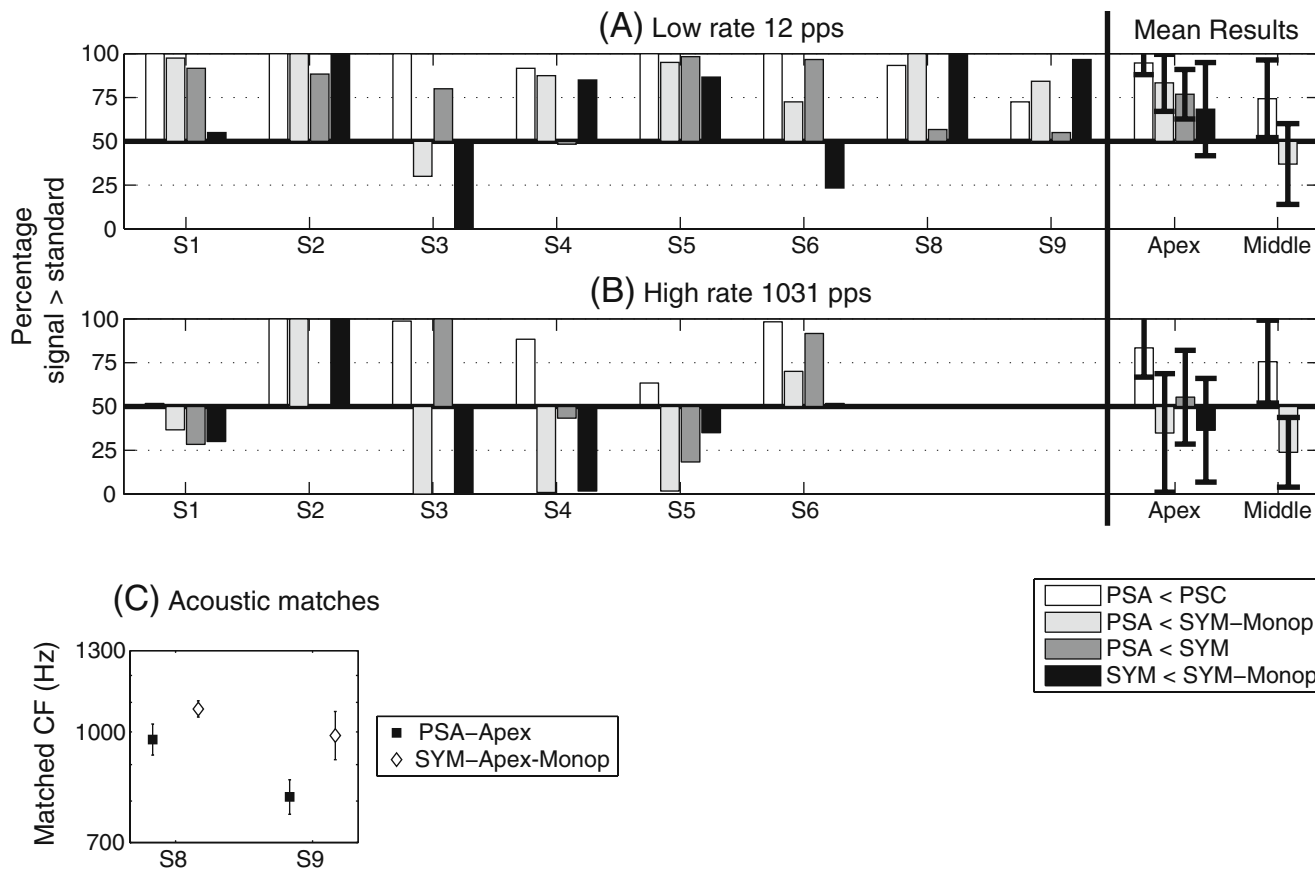 (A) Low rate 12 pps
Mean Results
Percentage
signal > standard
100
75
50
25
0
S1 S2 S3 S4 S5 S6 S8 S9 Apex Middle
(B) High rate 1031 pps
100
75
50
25
0
S1 S2 S3 S4 S5 S6 Apex Middle
(C) Acoustic matches
Matched CF (Hz)
1300
1000
700
S8 S9
PSA–Apex
SYM–Apex-Monop
PSA < PSC
PSA < SYM–Monop
PSA < SYM
SYM < SYM–Monop